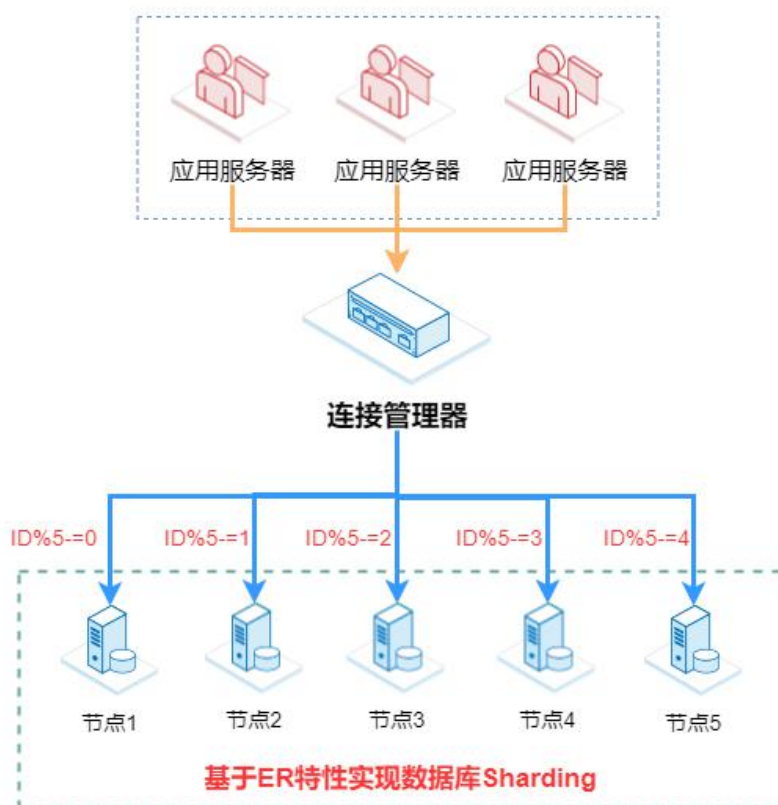 应用服务器 应用服务器 应用服务器
连接管理器
ID%5-=0 ID%5-=1 ID%5-=2 ID%5-=3 ID%5-=4
节点1 节点2 节点3 节点4 节点5
基于ER特性实现数据库Sharding